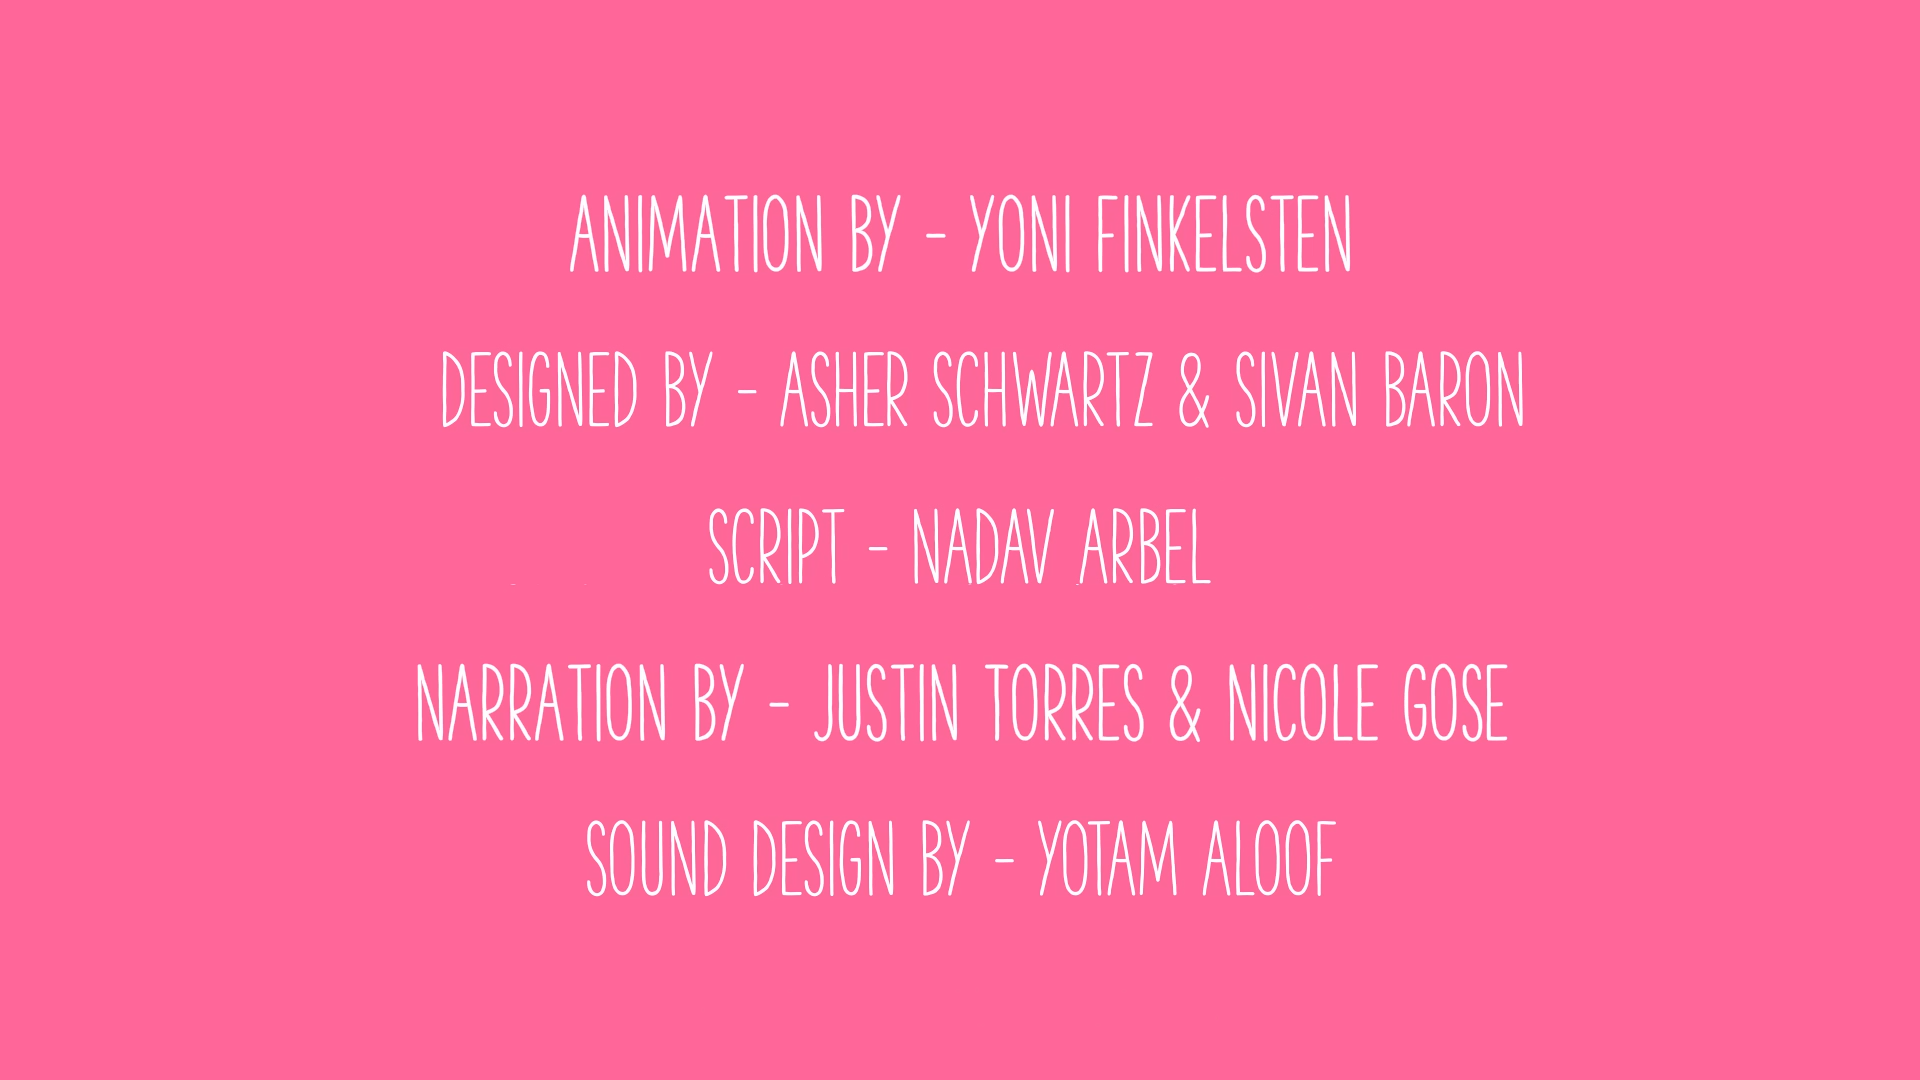 ANIMATION BY - YONI FINKELSTEN
DESIGNED BY - ASHER SCHWARTZ & SIVAN BARON
SCRIPT - NADAV ARBEL
NARRATION BY - JUSTIN TORRES & NICOLE GOSE
SOUND DESIGN BY - YOTAM ALOOF